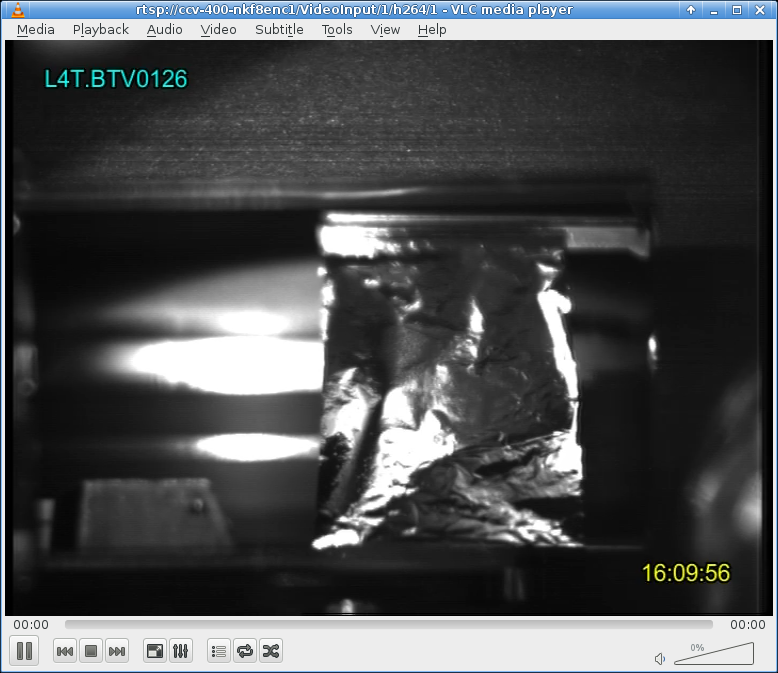 rtsp://ccv-400-nkf8enc1/VideoInput/1/h264/1 - VLC media player
Media Playback Audio Video Subtitle Tools View Help
L4T.BTV0126
16:09:56
00:00 00:00
0%